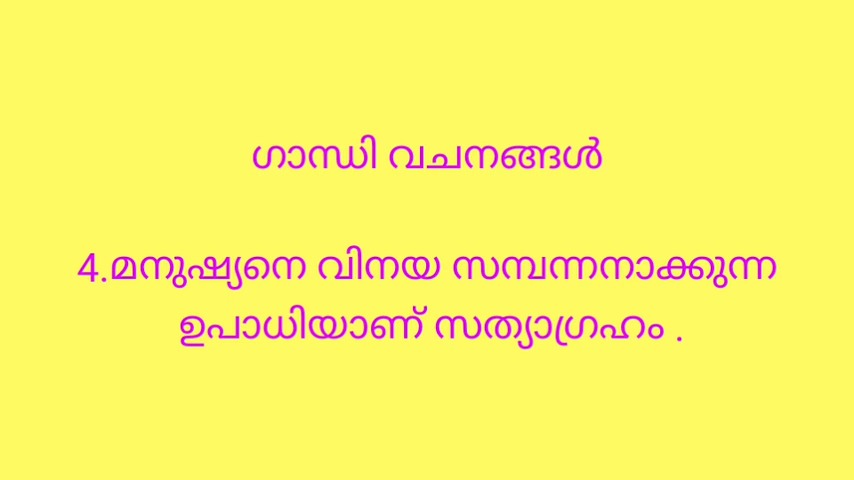 ഗാന്ധി വചനങ്ങൾ
4.മനുഷ്യനെ വിനയ സമ്പന്നനാക്കുന്ന
ഉപാധിയാണ് സത്യാഗ്രഹം .